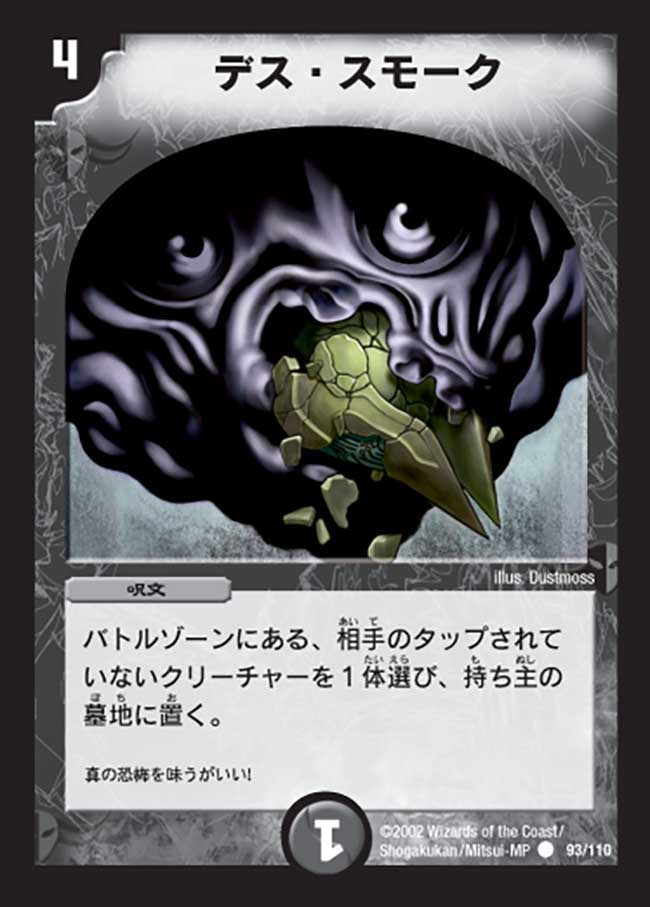 4
デス・スモーク
illus. Dustmoss
呪文
バトルゾーンにある、相手のタップされて
いないクリーチャーを1体選び、持ち主の
墓地に置く。
真の恐怖を味うがいい!
1
©2002 Wizards of the Coast/
Shogakukan/Mitsui-MP 93/110